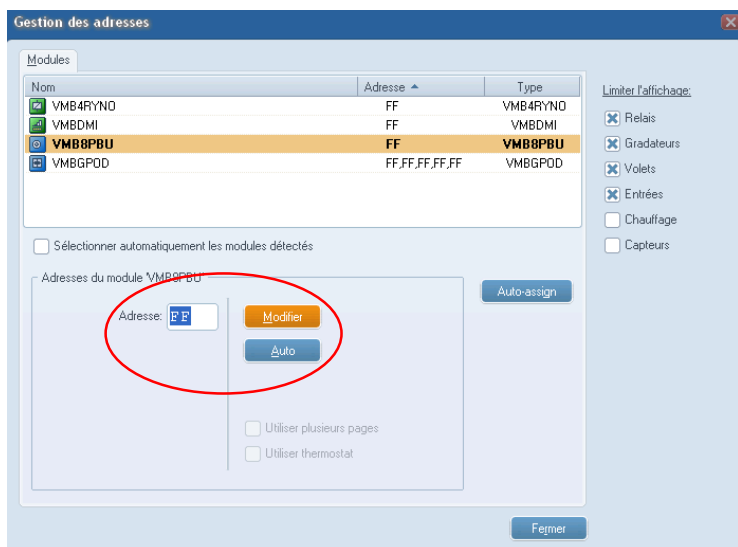 Gestion des adresses
Modules
Nom Adresse Type
VMB4RYNO FF VMB4RYNO
VMBDMI FF VMBDMI
VMB8PBU FF VMB8PBU
VMBGPOD FF,FF,FF,FF,FF VMBGPOD
Limiter l'affichage:
Relais
Gradateurs
Volets
Entrées
Chauffage
Capteurs
Sélectionner automatiquement les modules détectés
Adresses du module 'VMB8PBU'
Adresse: FF
Modifier
Auto
Auto-assign
Utiliser plusieurs pages
Utiliser thermostat
Fermer